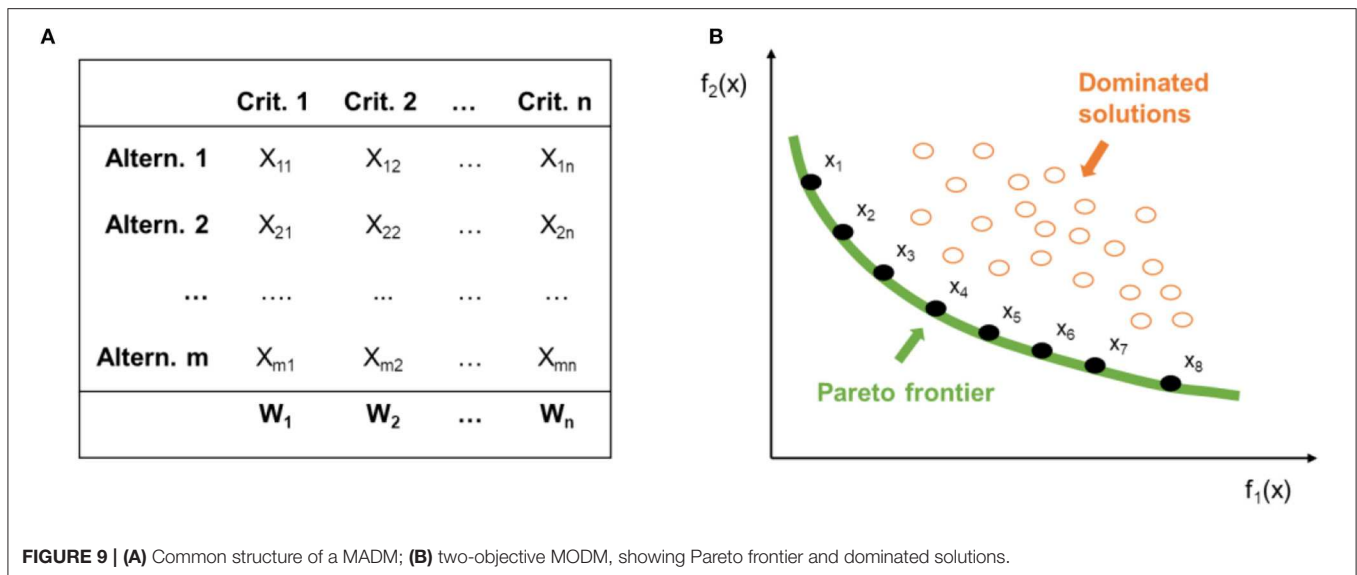 A
Crit. 1 Crit. 2 … Crit. n
Altern. 1 X₁₁ X₁₂ … X₁ₙ
Altern. 2 X₂₁ X₂₂ … X₂ₙ
... .... ... ... ...
Altern. m Xₘ₁ Xₘ₂ … Xₘₙ
W₁ W₂ … Wₙ
B
f₂(x)
Dominated
solutions
x₁
x₂
x₃
x₄
x₅
x₆
x₇
x₈
Pareto frontier
f₁(x)
FIGURE 9 | (A) Common structure of a MADM; (B) two-objective MODM, showing Pareto frontier and dominated solutions.